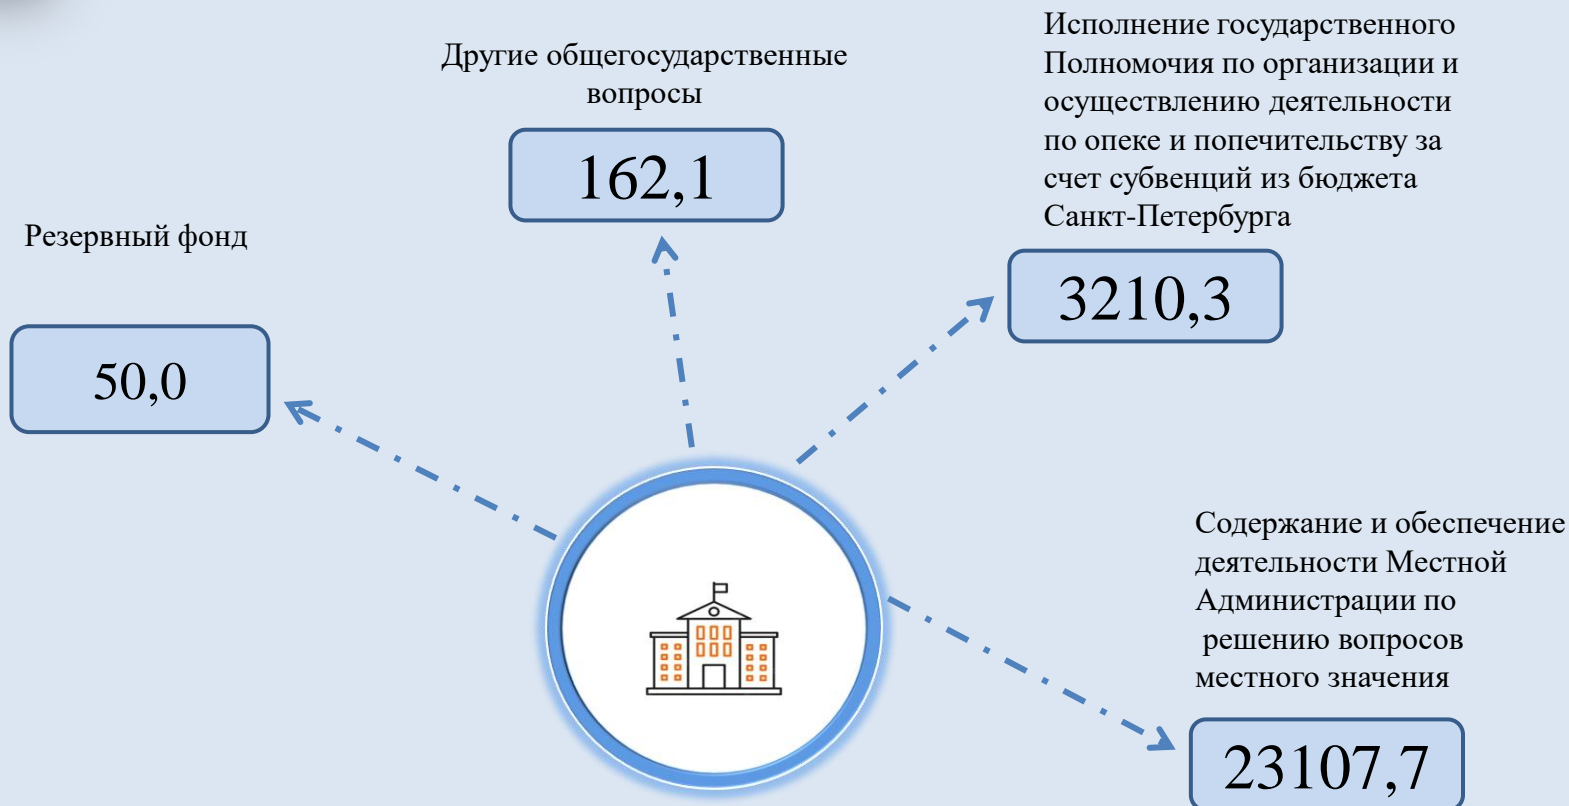 Другие общегосударственные
вопросы
162,1
Исполнение государственного
Полномочия по организации и
осуществлению деятельности
по опеке и попечительству за
счет субвенций из бюджета
Санкт-Петербурга
3210,3
Резервный фонд
50,0
Содержание и обеспечение
деятельности Местной
Администрации по
решению вопросов
местного значения
23107,7